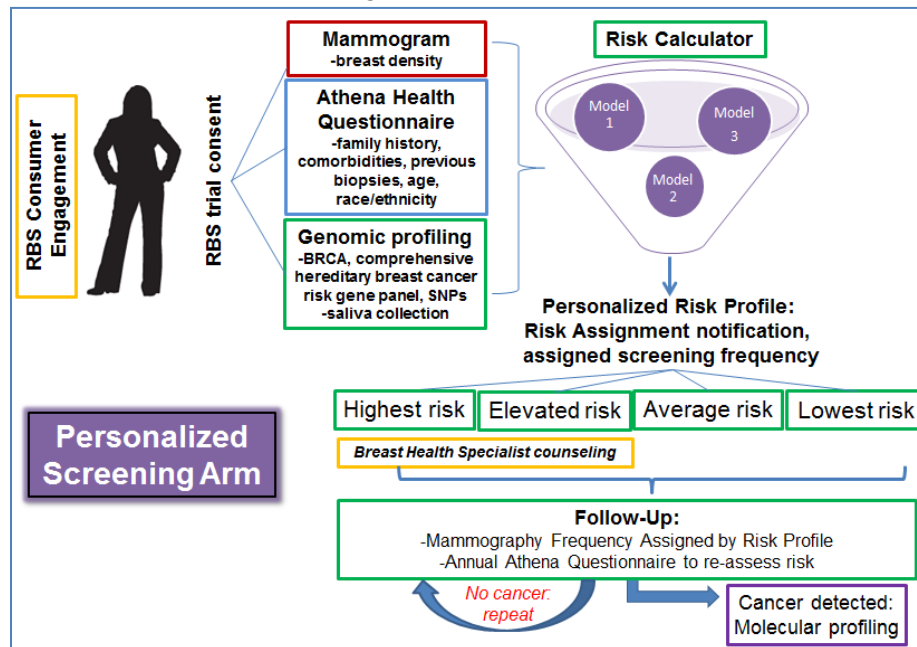 RBS Consumer
Engagement
RBS trial consent
Mammogram
-breast density
Athena Health
Questionnaire
-family history,
comorbidities, previous
biopsies, age,
race/ethnicity
Genomic profiling
-BRCA, comprehensive
hereditary breast cancer
risk gene panel, SNPs
-saliva collection
Risk Calculator
Model
1
Model
3
Model
2
Personalized Risk Profile:
Risk Assignment notification,
assigned screening frequency
Highest risk
Elevated risk
Average risk
Lowest risk
Breast Health Specialist counseling
Personalized
Screening Arm
Follow-Up:
-Mammography Frequency Assigned by Risk Profile
-Annual Athena Questionnaire to re-assess risk
No cancer:
repeat
Cancer detected:
Molecular profiling